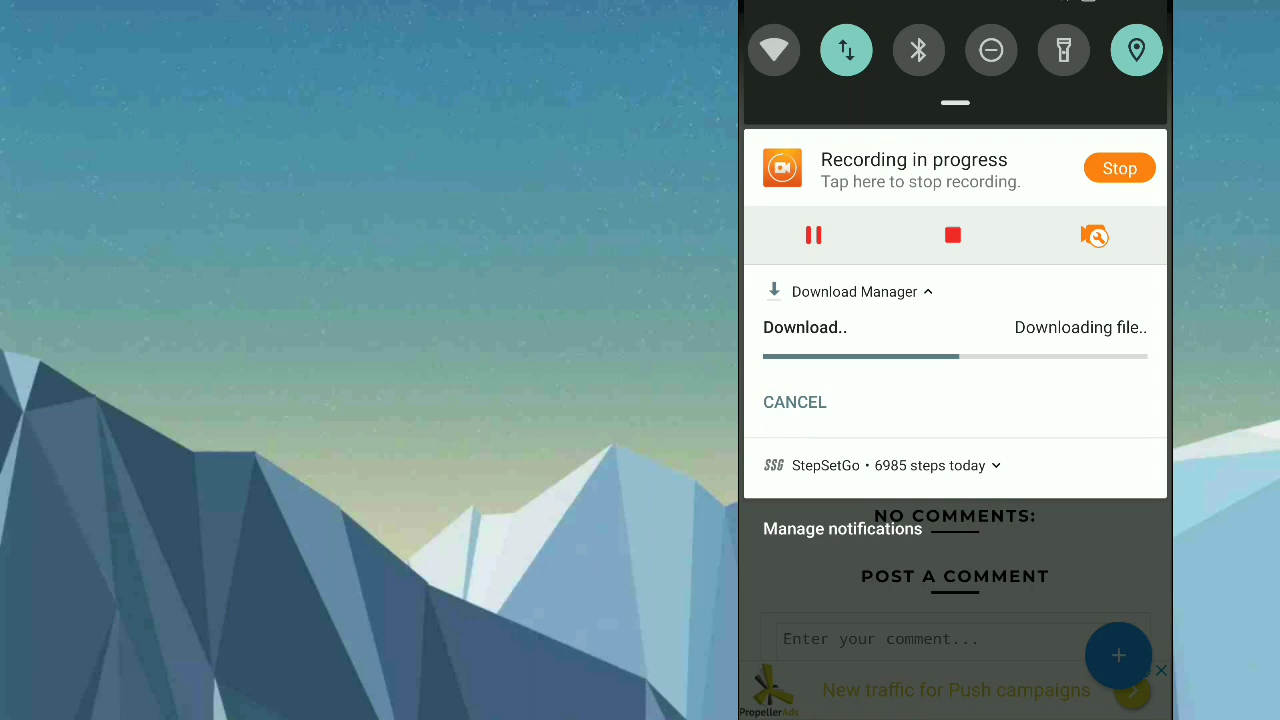 Recording in progress
Tap here to stop recording.
Stop
Download Manager
Download..
Downloading file..
CANCEL
SSG StepSetGo • 6985 steps today
NO COMMENTS:
Manage notifications
POST A COMMENT
Enter your comment...
New traffic for Push campaigns
PropellerAds